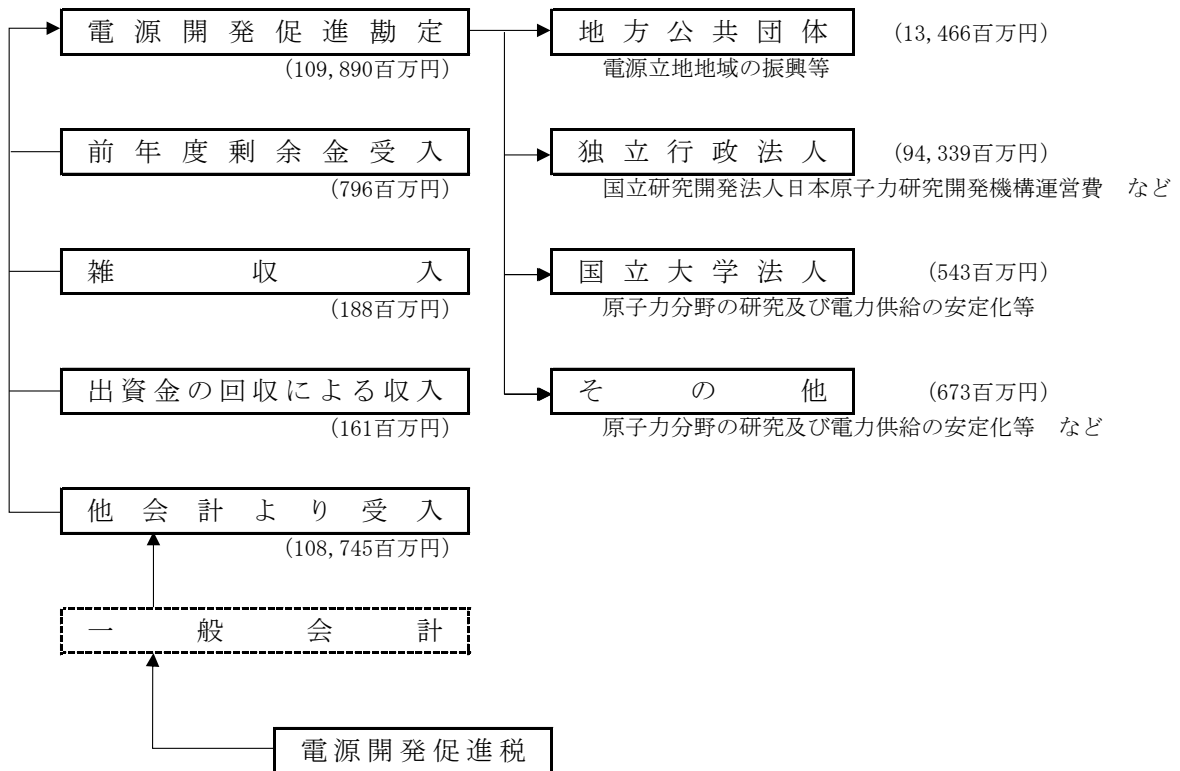 電源開発促進勘定
(109,890百万円)
地方公共団体 (13,466百万円)
電源立地地域の振興等
前年度剰余金受入
(796百万円)
独立行政法人 (94,339百万円)
国立研究開発法人日本原子力研究開発機構運営費 など
雑収入
(188百万円)
国立大学法人 (543百万円)
原子力分野の研究及び電力供給の安定化等
出資金の回収による収入
(161百万円)
その他 (673百万円)
原子力分野の研究及び電力供給の安定化等 など
他会計より受入
(108,745百万円)
一般会計
電源開発促進税